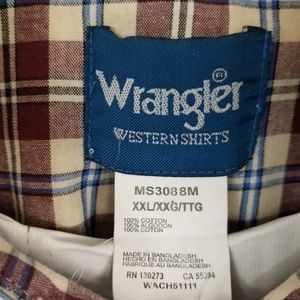 Wrangler
®
WESTERN SHIRTS
MS3088M
XXL/XXG/TTG
100% COTTON
100% ALGODON
100% COTON
MADE IN BANGLADESH
HECHO EN BANGLADESH
FABRIQUE AU BANGLADESH
RN 130273 CA 55394
WACH51111